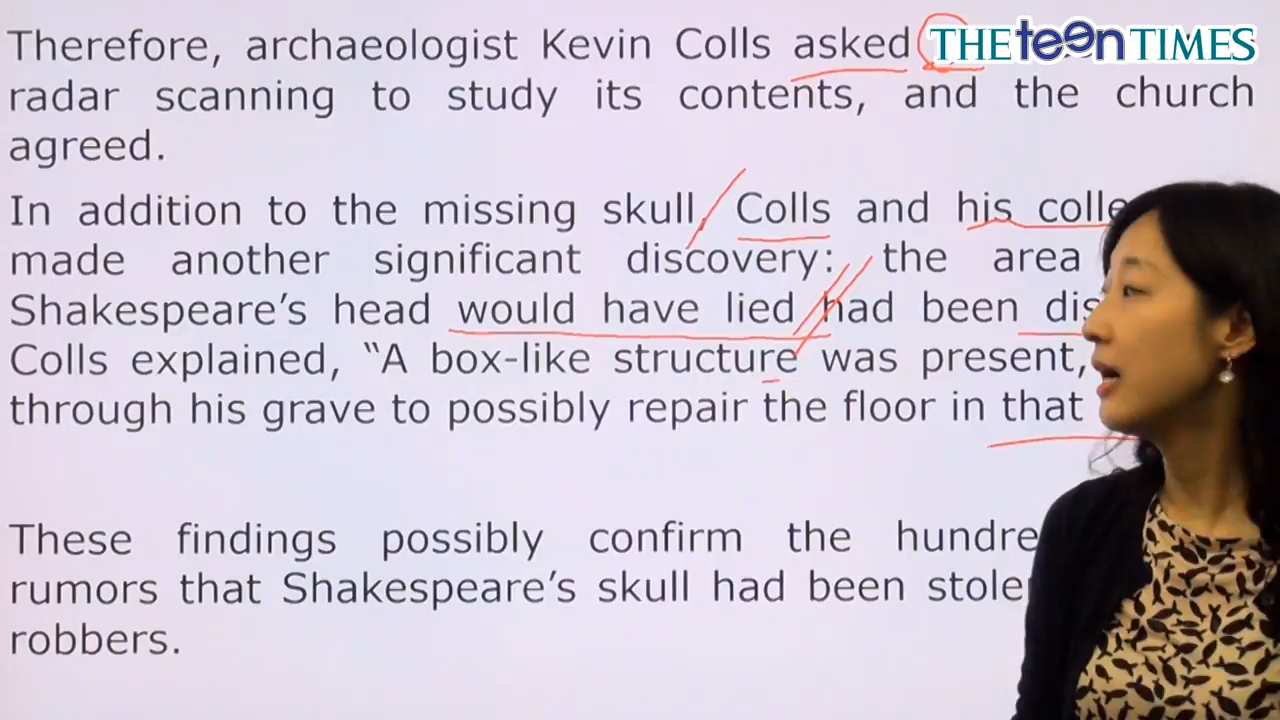 THE teen TIMES
Therefore, archaeologist Kevin Colls asked
radar scanning to study its contents, and the church
agreed.
In addition to the missing skull, Colls and his
made another significant discovery: the area
Shakespeare's head would have lied had been
Colls explained, “A box-like structure was present,
through his grave to possibly repair the floor in that
These findings possibly confirm the
rumors that Shakespeare's skull had been
robbers.